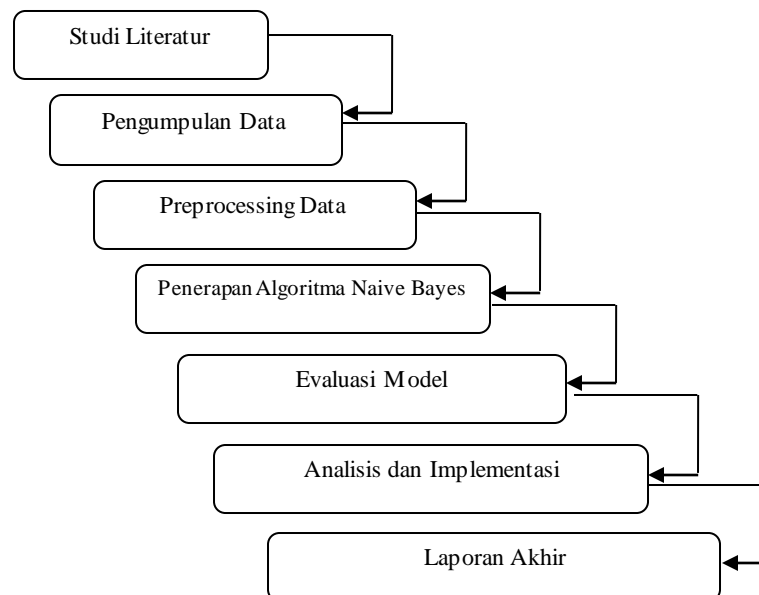 Studi Literatur
Pengumpulan Data
Preprocessing Data
Penerapan Algoritma Naive Bayes
Evaluasi Model
Analisis dan Implementasi
Laporan Akhir